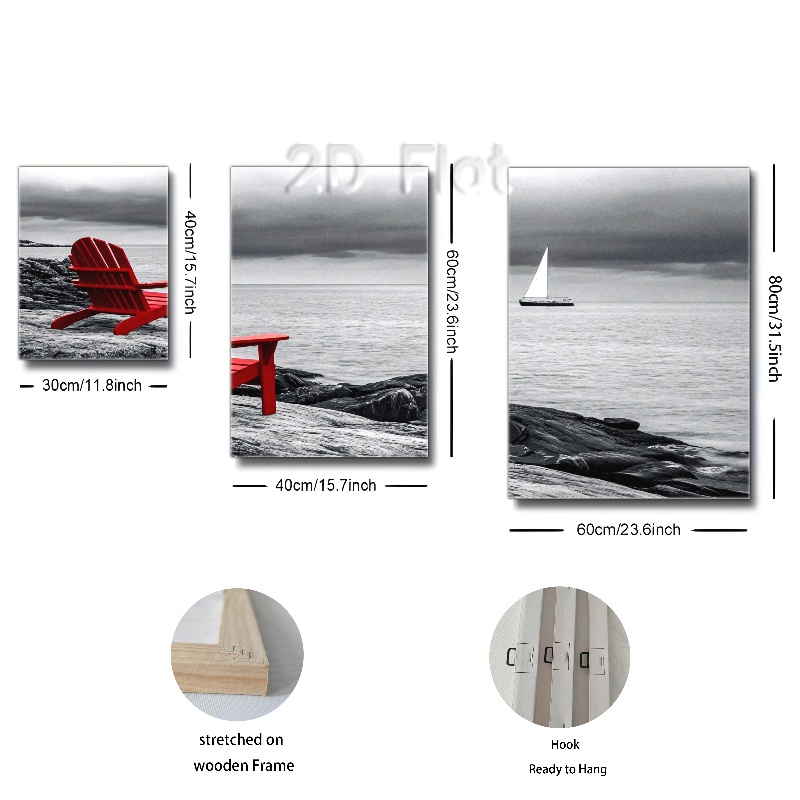 2D Flat
40cm/15.7inch
60cm/23.6inch
80cm/31.5inch
30cm/11.8inch
40cm/15.7inch
60cm/23.6inch
stretched on
wooden Frame
Hook
Ready to Hang